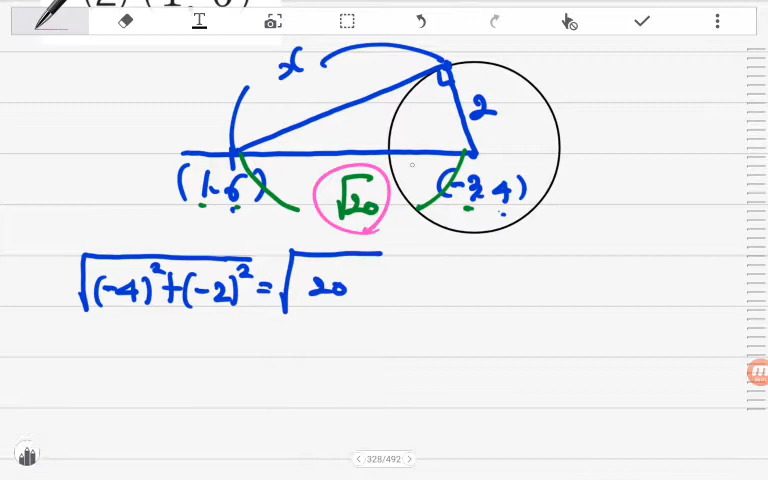 x
2
(1, 6)
√20
(-3 4)
√(-4)²+(-2)² = √20
328/492